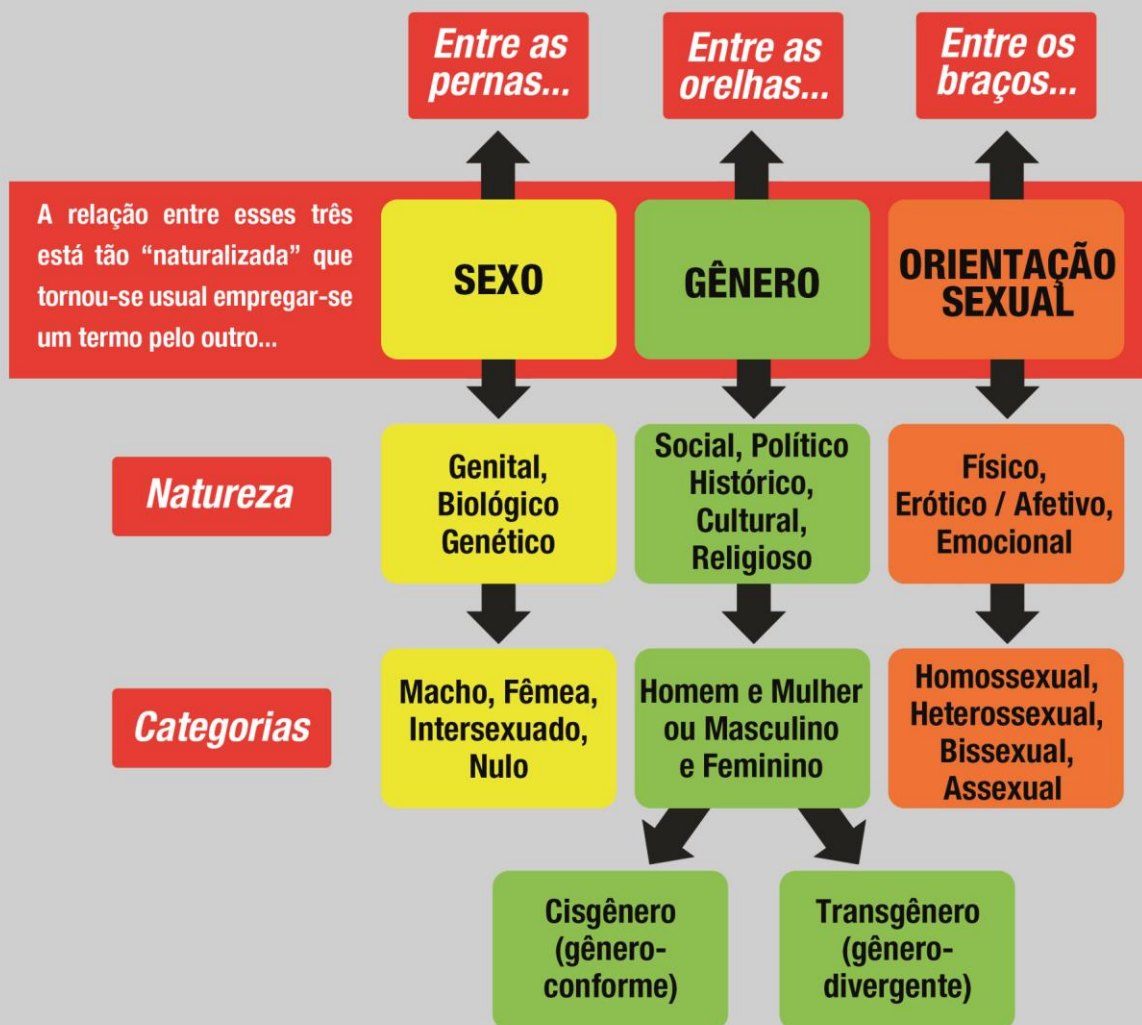 Entre as
pernas...
Entre as
orelhas...
Entre os
braços...
A relação entre esses três
está tão “naturalizada” que
tornou-se usual empregar-se
um termo pelo outro...
SEXO
GÊNERO
ORIENTAÇÃO
SEXUAL
Natureza
Genital,
Biológico
Genético
Social, Político
Histórico,
Cultural,
Religioso
Físico,
Erótico / Afetivo,
Emocional
Categorias
Macho, Fêmea,
Intersexuado,
Nulo
Homem e Mulher
ou Masculino
e Feminino
Homossexual,
Heterossexual,
Bissexual,
Assexual
Cisgênero
(gênero-
conforme)
Transgênero
(gênero-
divergente)